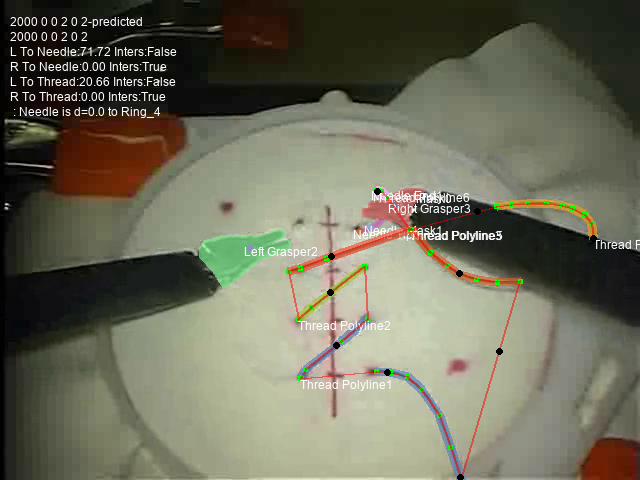 2000 0 0 2 0 2-predicted
2000 0 0 2 0 2
L To Needle:71.72 Inters:False
R To Needle:0.00 Inters:True
L To Thread:20.66 Inters:False
R To Thread:0.00 Inters:True
: Needle is d=0.0 to Ring_4
Right Grasper3
Thread Polyline5
Left Grasper2
Thread Polyline2
Thread Polyline1